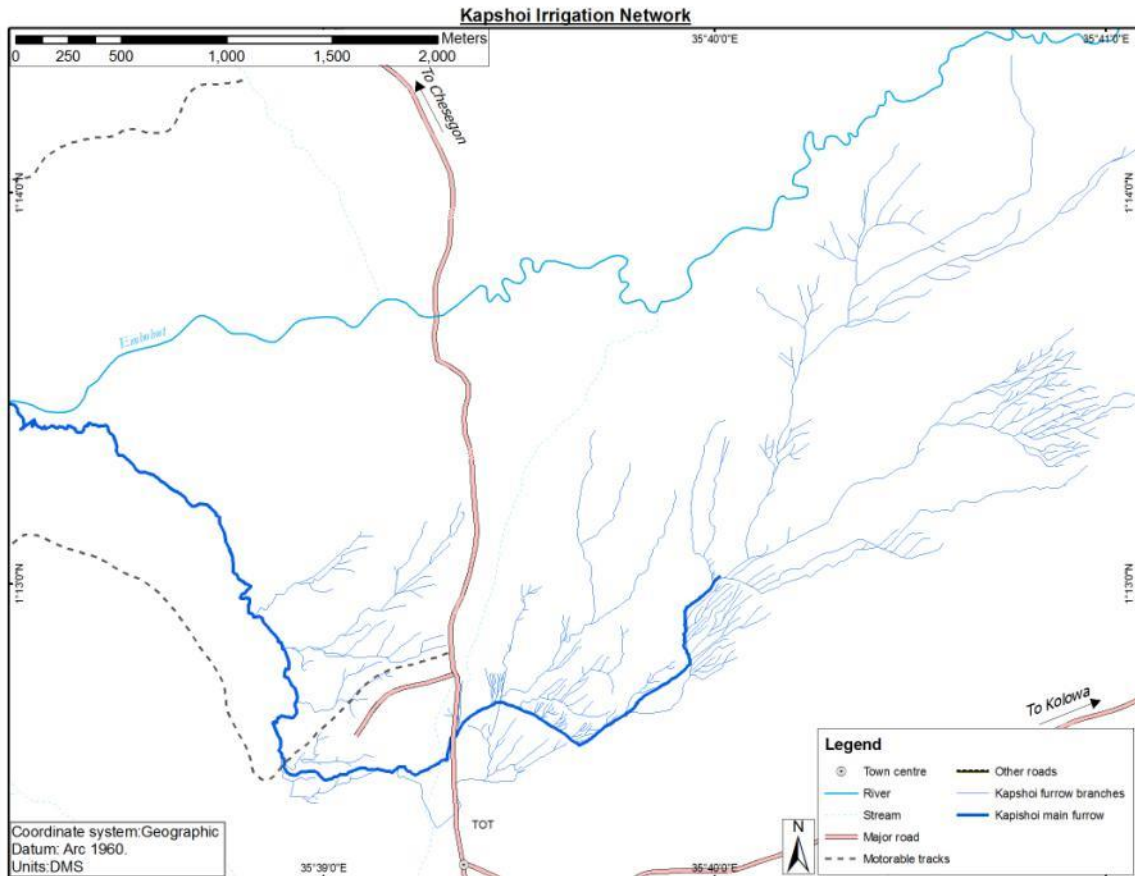 Kapshoi Irrigation Network
Meters
0 250 500 1,000 1,500 2,000
35°40'0"E
35°41'0"E
To Chesegon
1°14'0"N
1°14'0"N
Embobut
1°13'0"N
1°13'0"N
To Kolowa
TOT
35°39'0"E
35°40'0"E
N
Legend
Town centre
River
Stream
Major road
Motorable tracks
Other roads
Kapshoi furrow branches
Kapishoi main furrow
Coordinate system:Geographic
Datum: Arc 1960.
Units:DMS